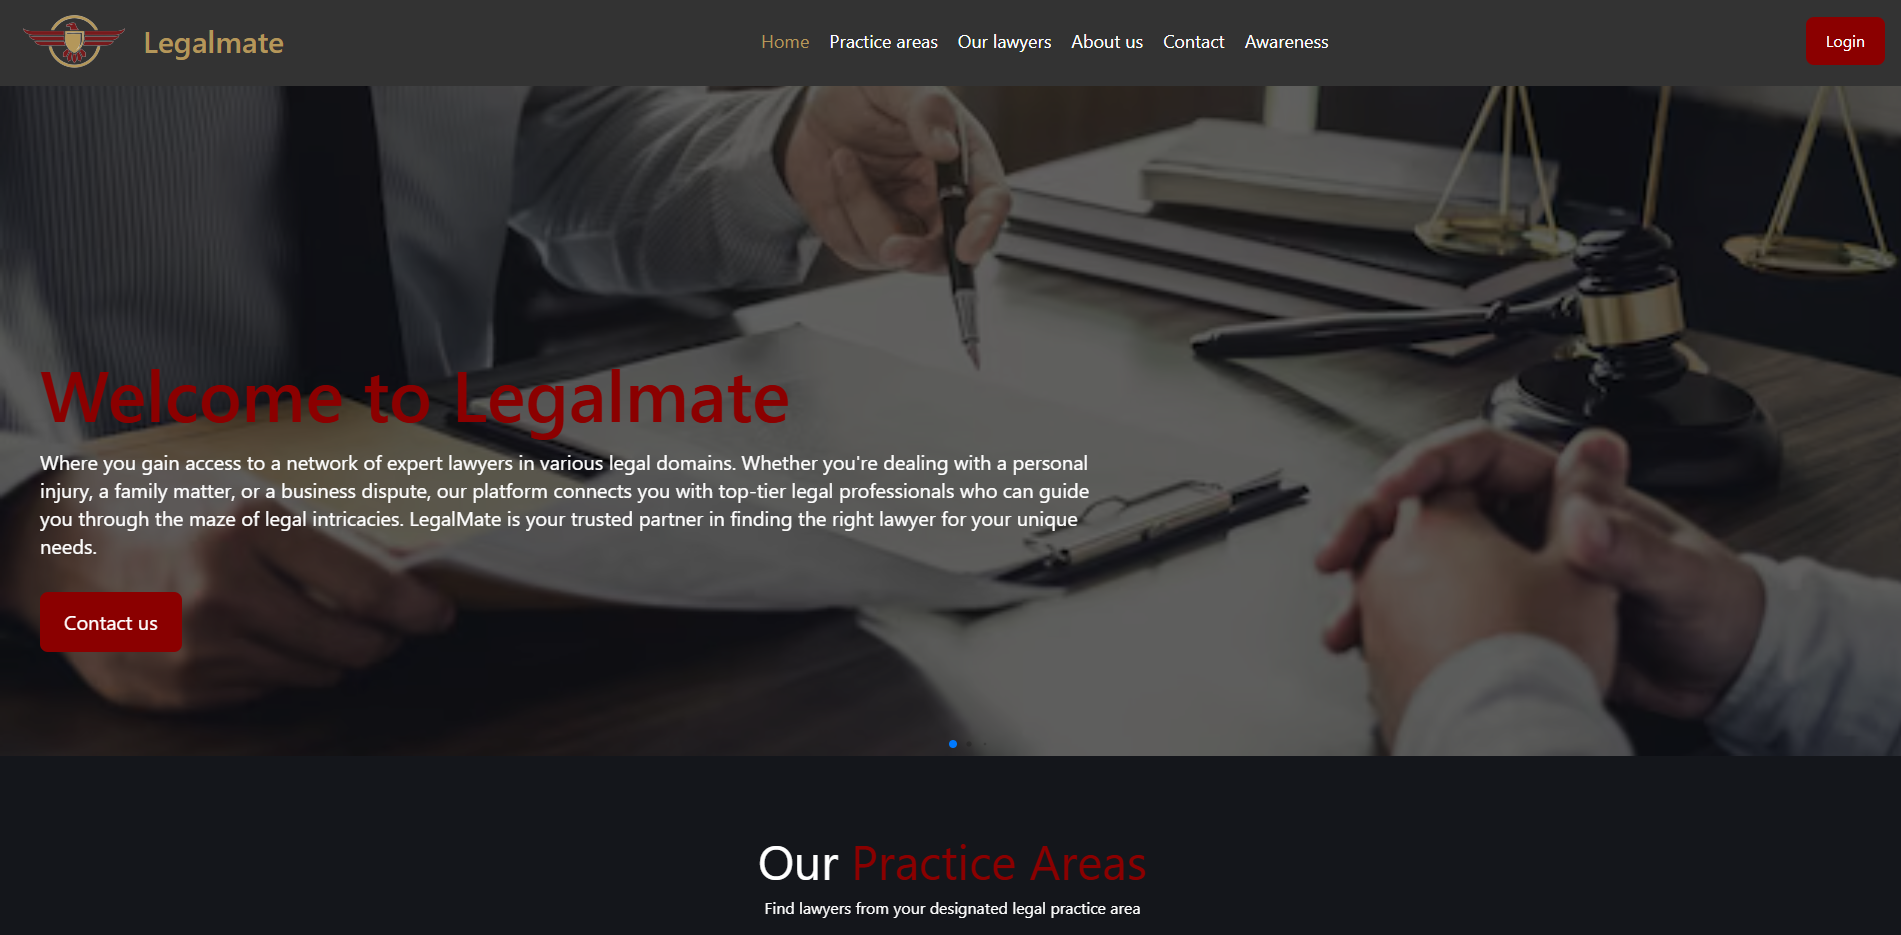 Legalmate
Home Practice areas Our lawyers About us Contact Awareness
Login
Welcome to Legalmate
Where you gain access to a network of expert lawyers in various legal domains. Whether you're dealing with a personal
injury, a family matter, or a business dispute, our platform connects you with top-tier legal professionals who can guide
you through the maze of legal intricacies. LegalMate is your trusted partner in finding the right lawyer for your unique
needs.
Contact us
Our Practice Areas
Find lawyers from your designated legal practice area